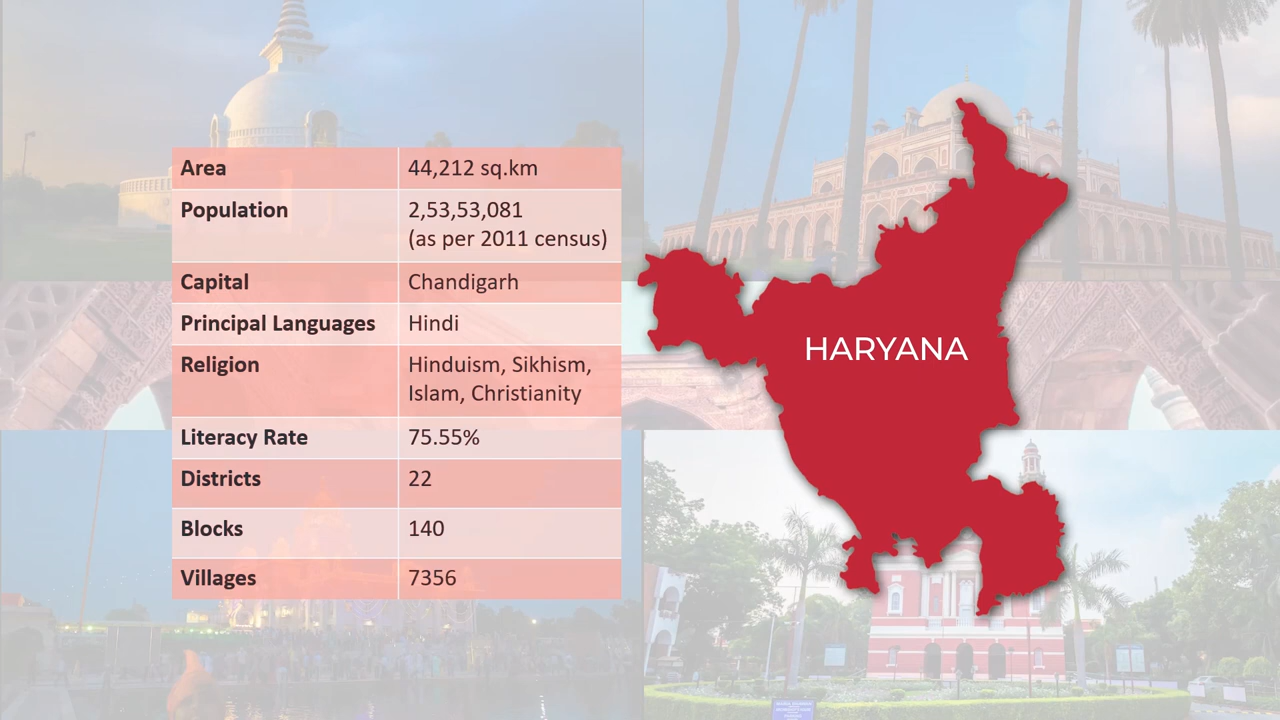 Area 44,212 sq.km
Population 2,53,53,081
(as per 2011 census)
Capital Chandigarh
Principal Languages Hindi
Religion Hinduism, Sikhism,
Islam, Christianity
Literacy Rate 75.55%
Districts 22
Blocks 140
Villages 7356
HARYANA